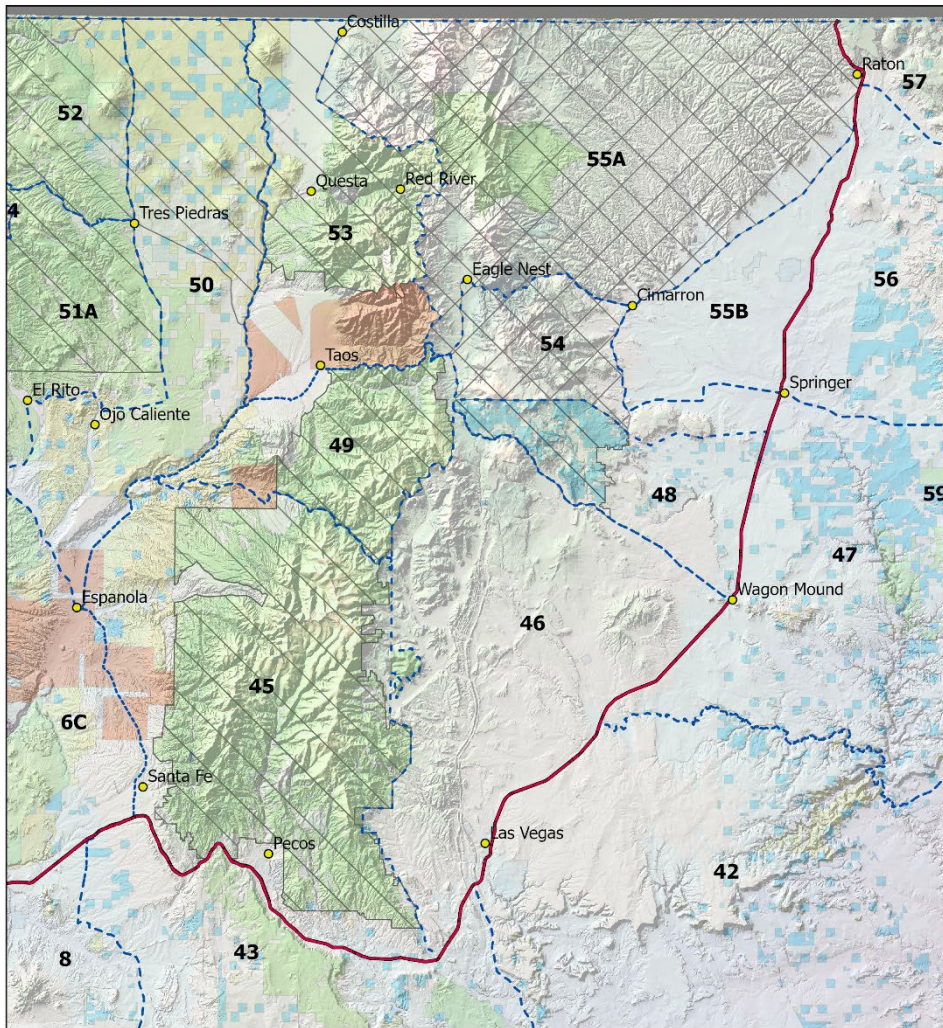 Costilla
Raton
57
52
55A
Questa
Red River
4
Tres Piedras
53
50
Eagle Nest
56
51A
Cimarron
55B
54
Taos
El Rito
Springer
Ojo Caliente
49
48
59
47
Wagon Mound
Espanola
46
45
6C
Santa Fe
Las Vegas
Pecos
42
43
8